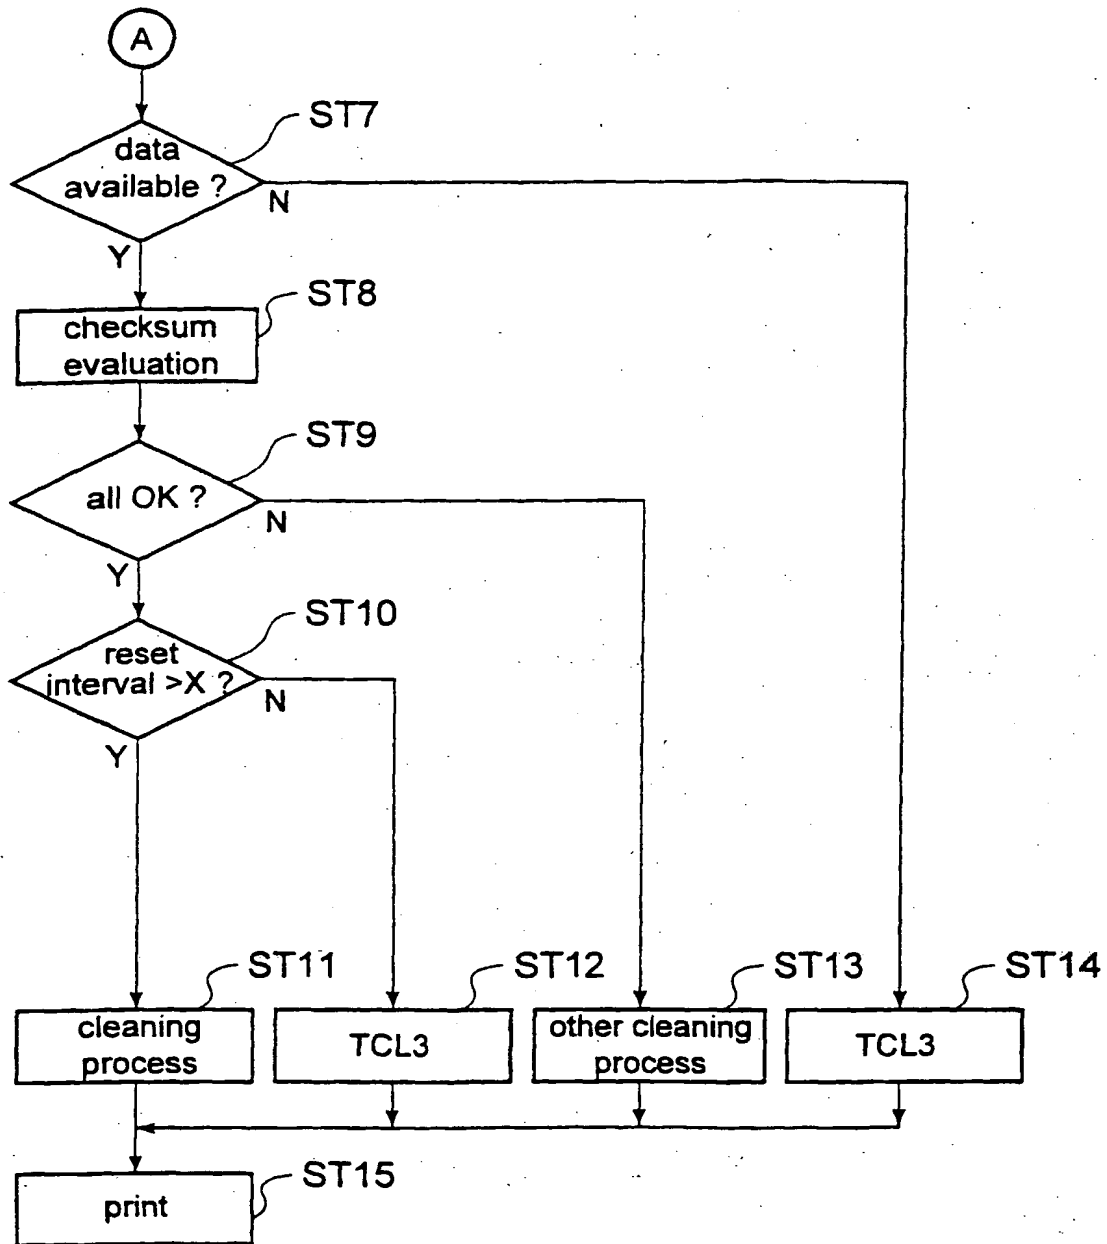 A
ST7
data
available ?
N
Y
ST8
checksum
evaluation
ST9
all OK ?
N
Y
ST10
reset
interval >X ?
N
Y
ST11
cleaning
process
ST12
TCL3
ST13
other cleaning
process
ST14
TCL3
ST15
print